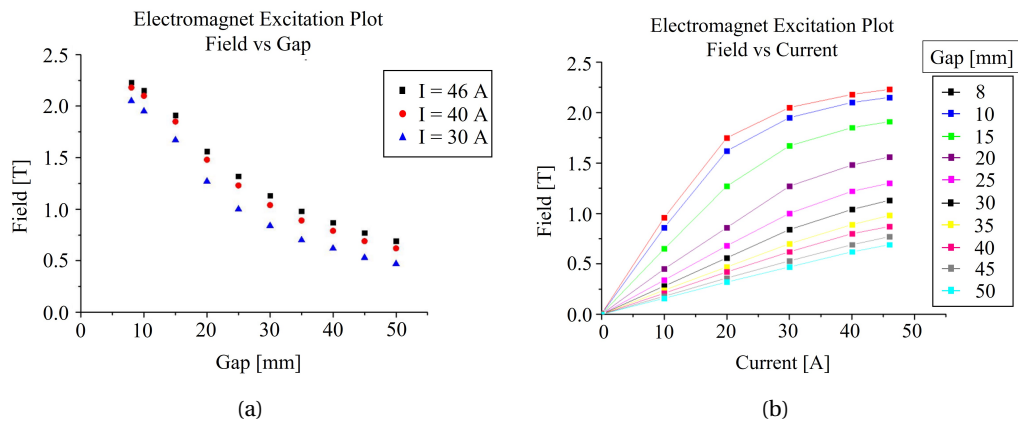 Electromagnet Excitation Plot
Field vs Gap
2.5
2.0
1.5
1.0
0.5
0.0
Field [T]
0 10 20 30 40 50
Gap [mm]
I = 46 A
I = 40 A
I = 30 A
(a)
Electromagnet Excitation Plot
Field vs Current
2.5
2.0
1.5
1.0
0.5
0.0
Field [T]
0 10 20 30 40 50
Current [A]
Gap [mm]
8
10
15
20
25
30
35
40
45
50
(b)